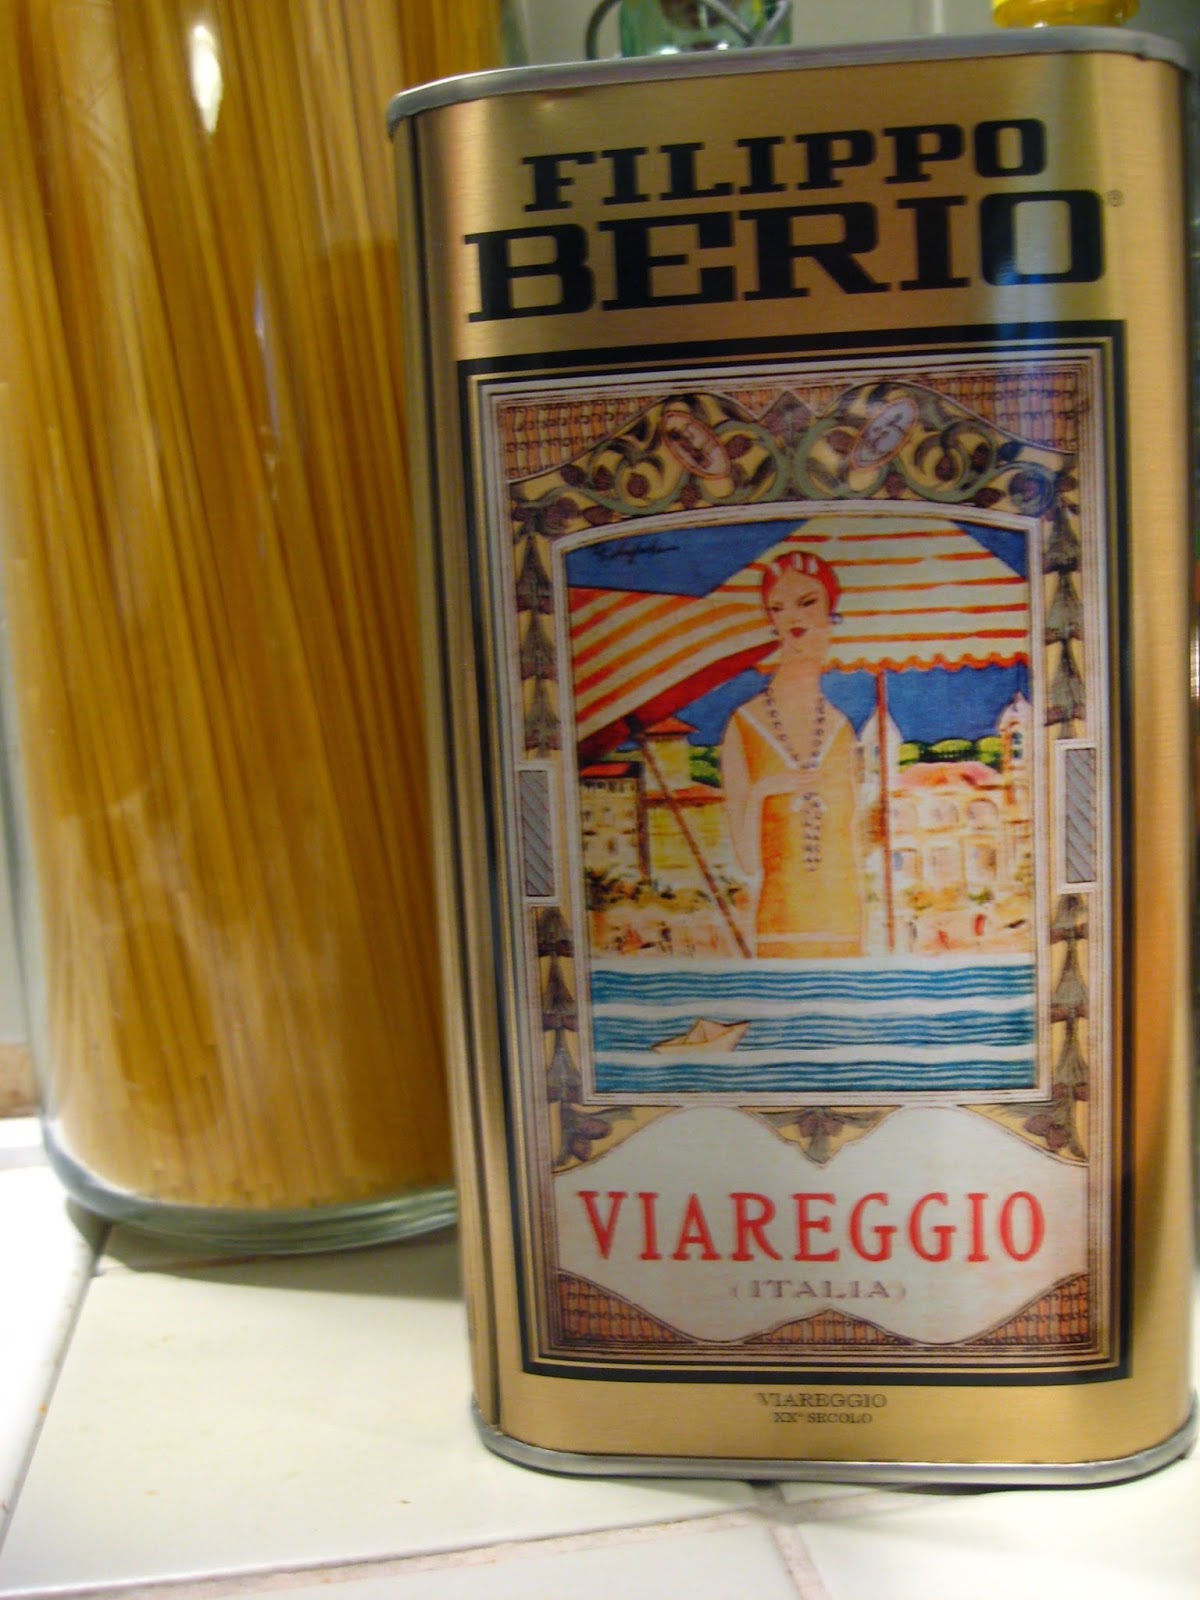 FILIPPO
BERIO®
VIAREGGIO
(ITALIA)
VIAREGGIO
XX° SECOLO